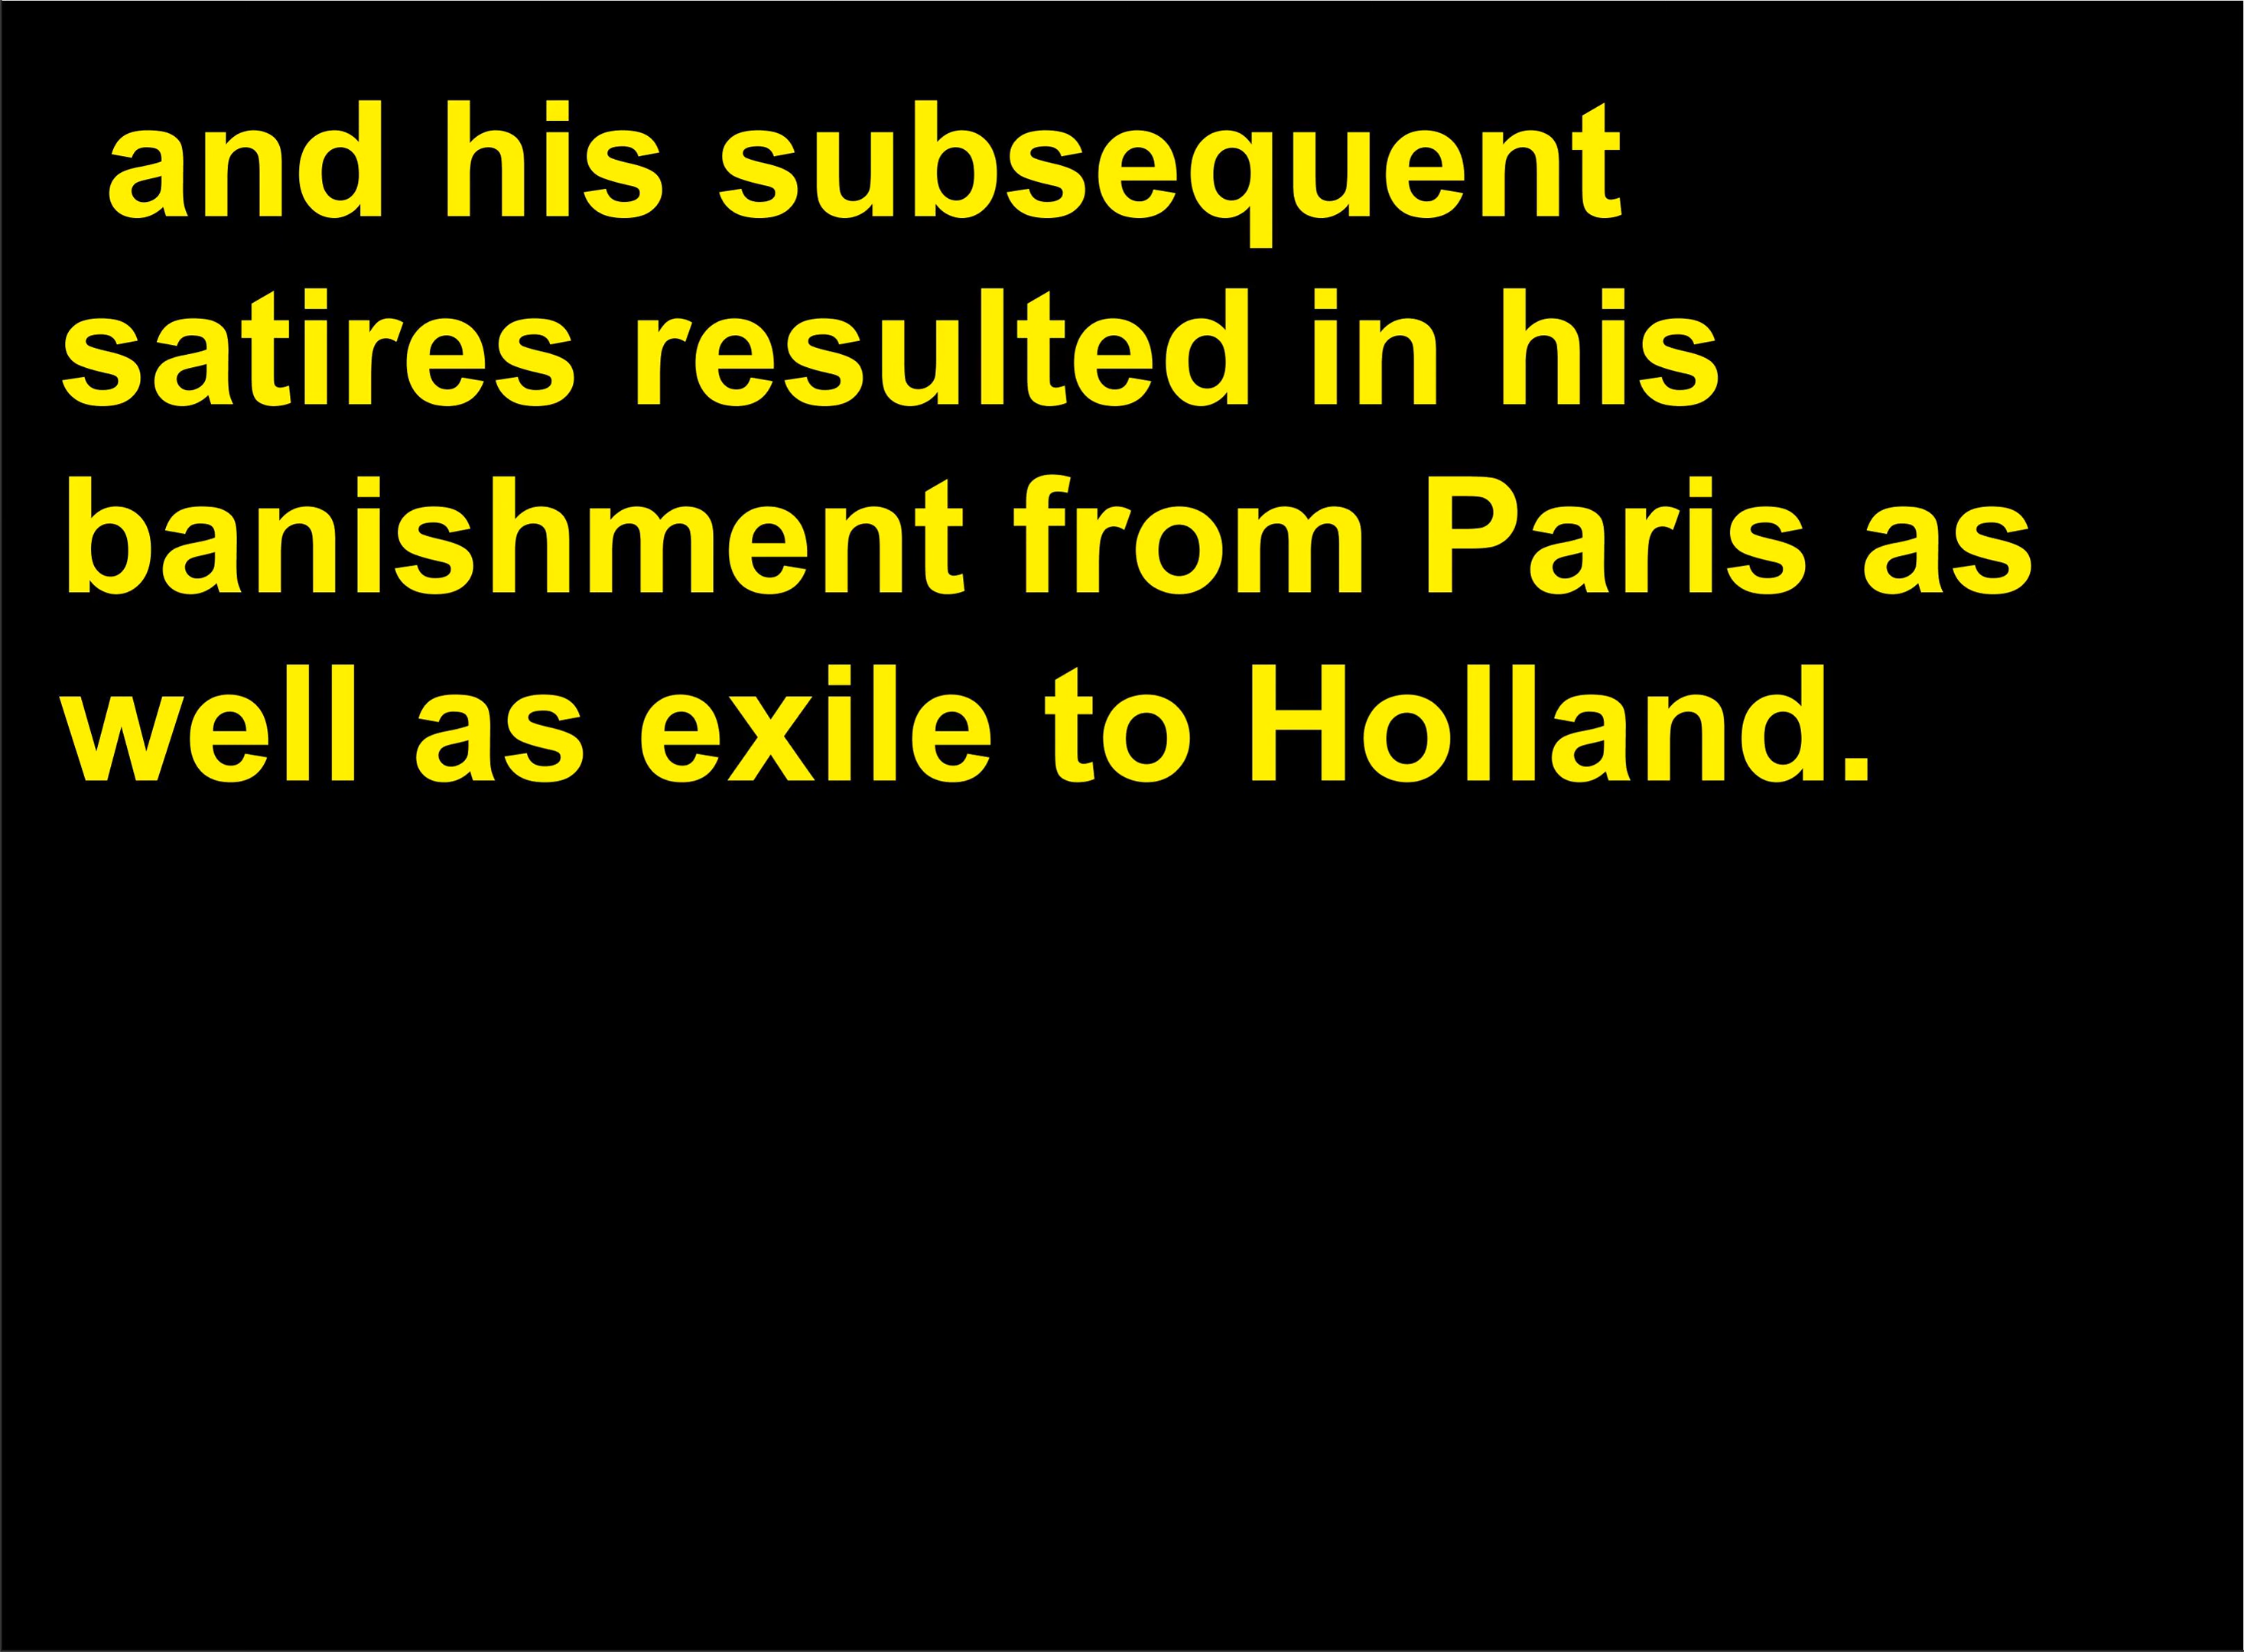 and his subsequent
satires resulted in his
banishment from Paris as
well as exile to Holland.